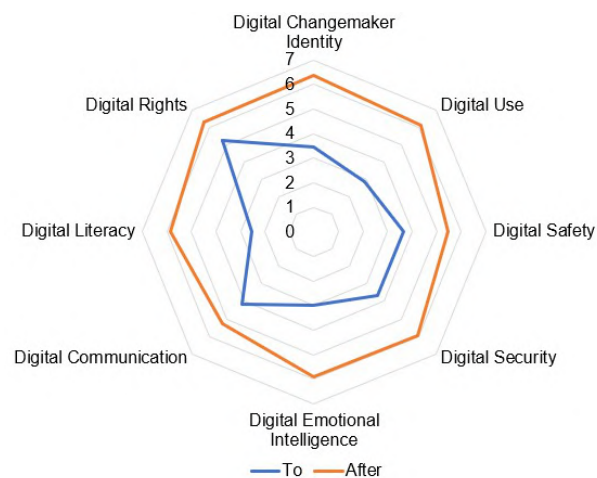 Digital Changemaker
Identity
7
6
5
4
3
2
1
0
Digital Rights
Digital Use
Digital Literacy
Digital Safety
Digital Communication
Digital Security
Digital Emotional
Intelligence
To
After